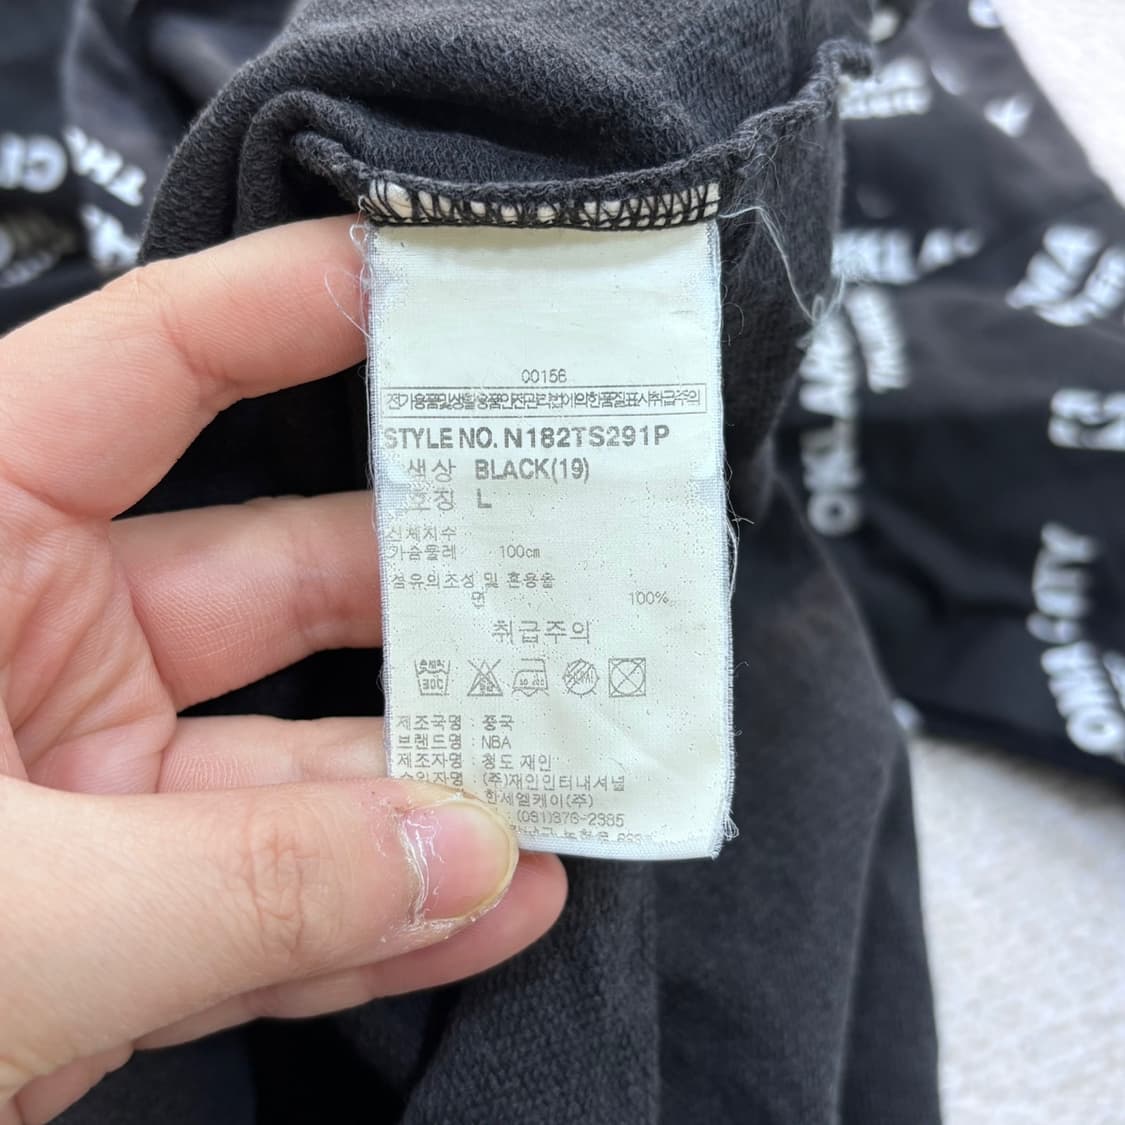 00156
전기용품및생활용품안전관리법에의한품질표시취급주의
STYLE NO. N182TS291P
색상 BLACK(19)
호칭 L
신체치수
가슴둘레 100cm
섬유의조성 및 혼용율
면 100%
취급주의
제조국명 : 중국
브랜드명 : NBA
제조자명 : 청도 재인
수입자명 (주)재인인터내셔널
한세엘케이(주)
OKLAHOMA
CITY